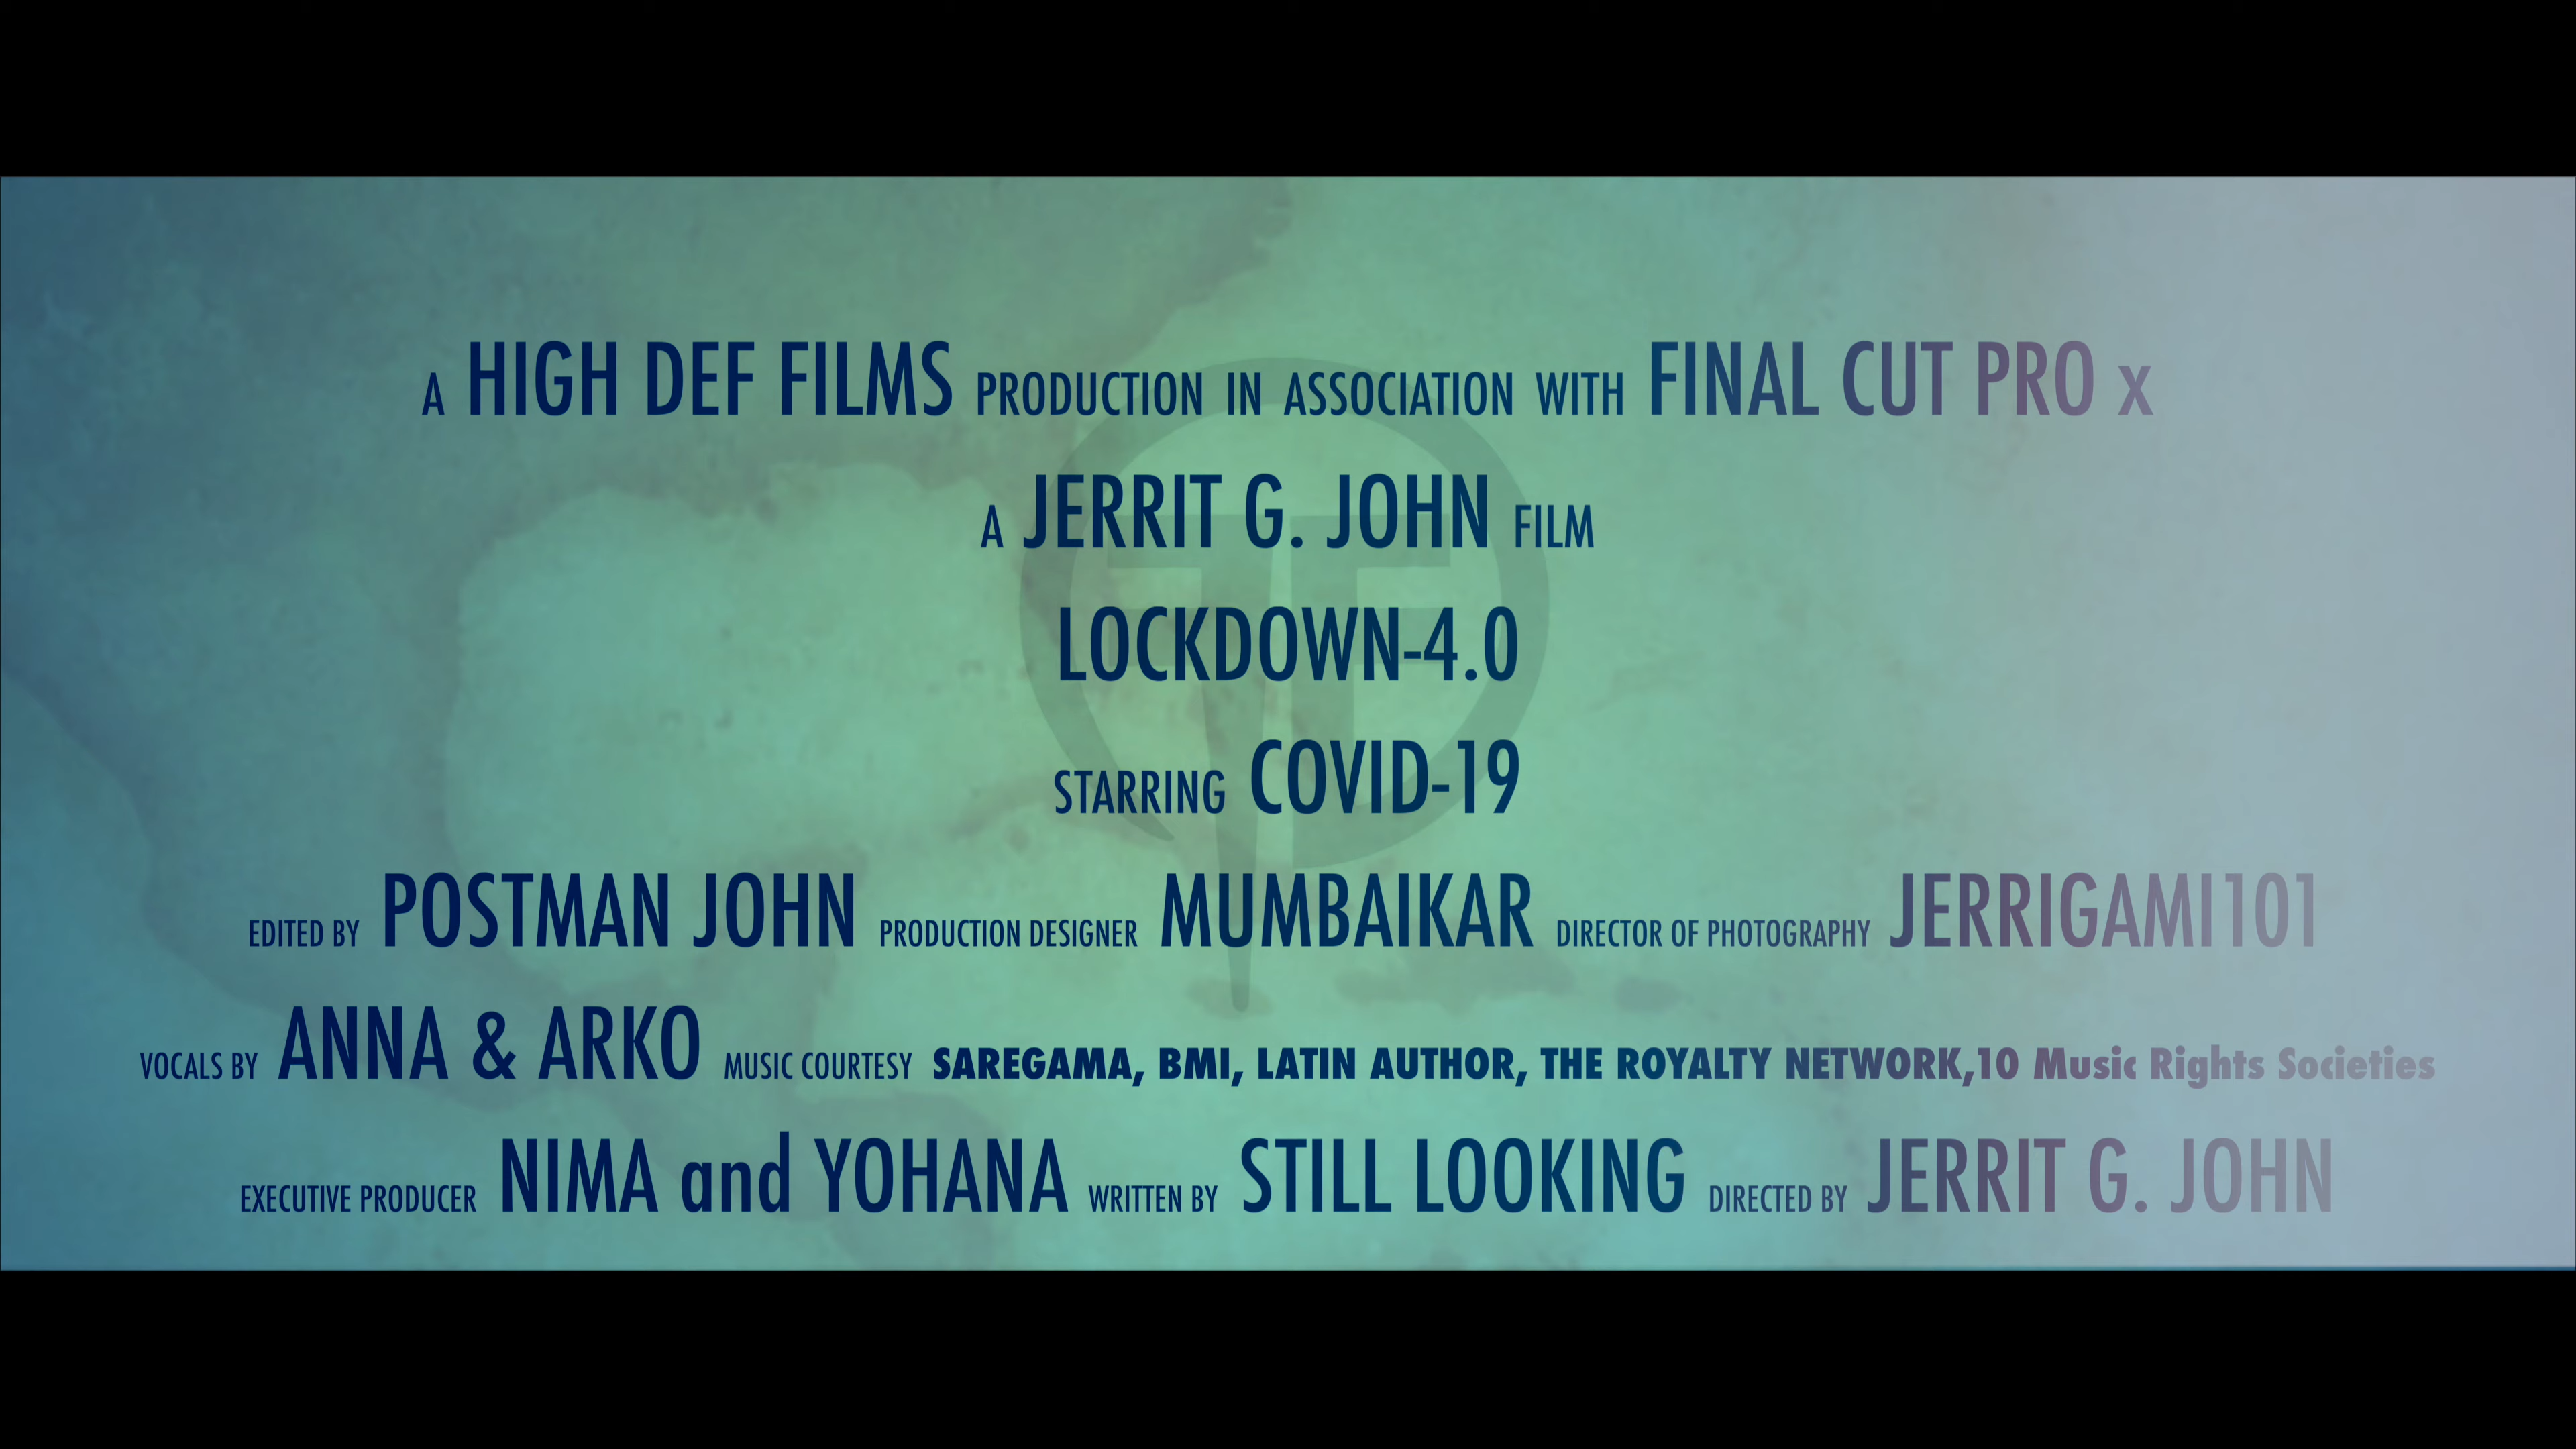 A HIGH DEF FILMS PRODUCTION IN ASSOCIATION WITH FINAL CUT PRO x
A JERRIT G. JOHN FILM
LOCKDOWN-4.0
STARRING COVID-19
EDITED BY POSTMAN JOHN PRODUCTION DESIGNER MUMBAIKAR DIRECTOR OF PHOTOGRAPHY JERRIGAMI101
VOCALS BY ANNA & ARKO MUSIC COURTESY SAREGAMA, BMI, LATIN AUTHOR, THE ROYALTY NETWORK,10 Music Rights Societies
EXECUTIVE PRODUCER NIMA and YOHANA WRITTEN BY STILL LOOKING DIRECTED BY JERRIT G. JOHN